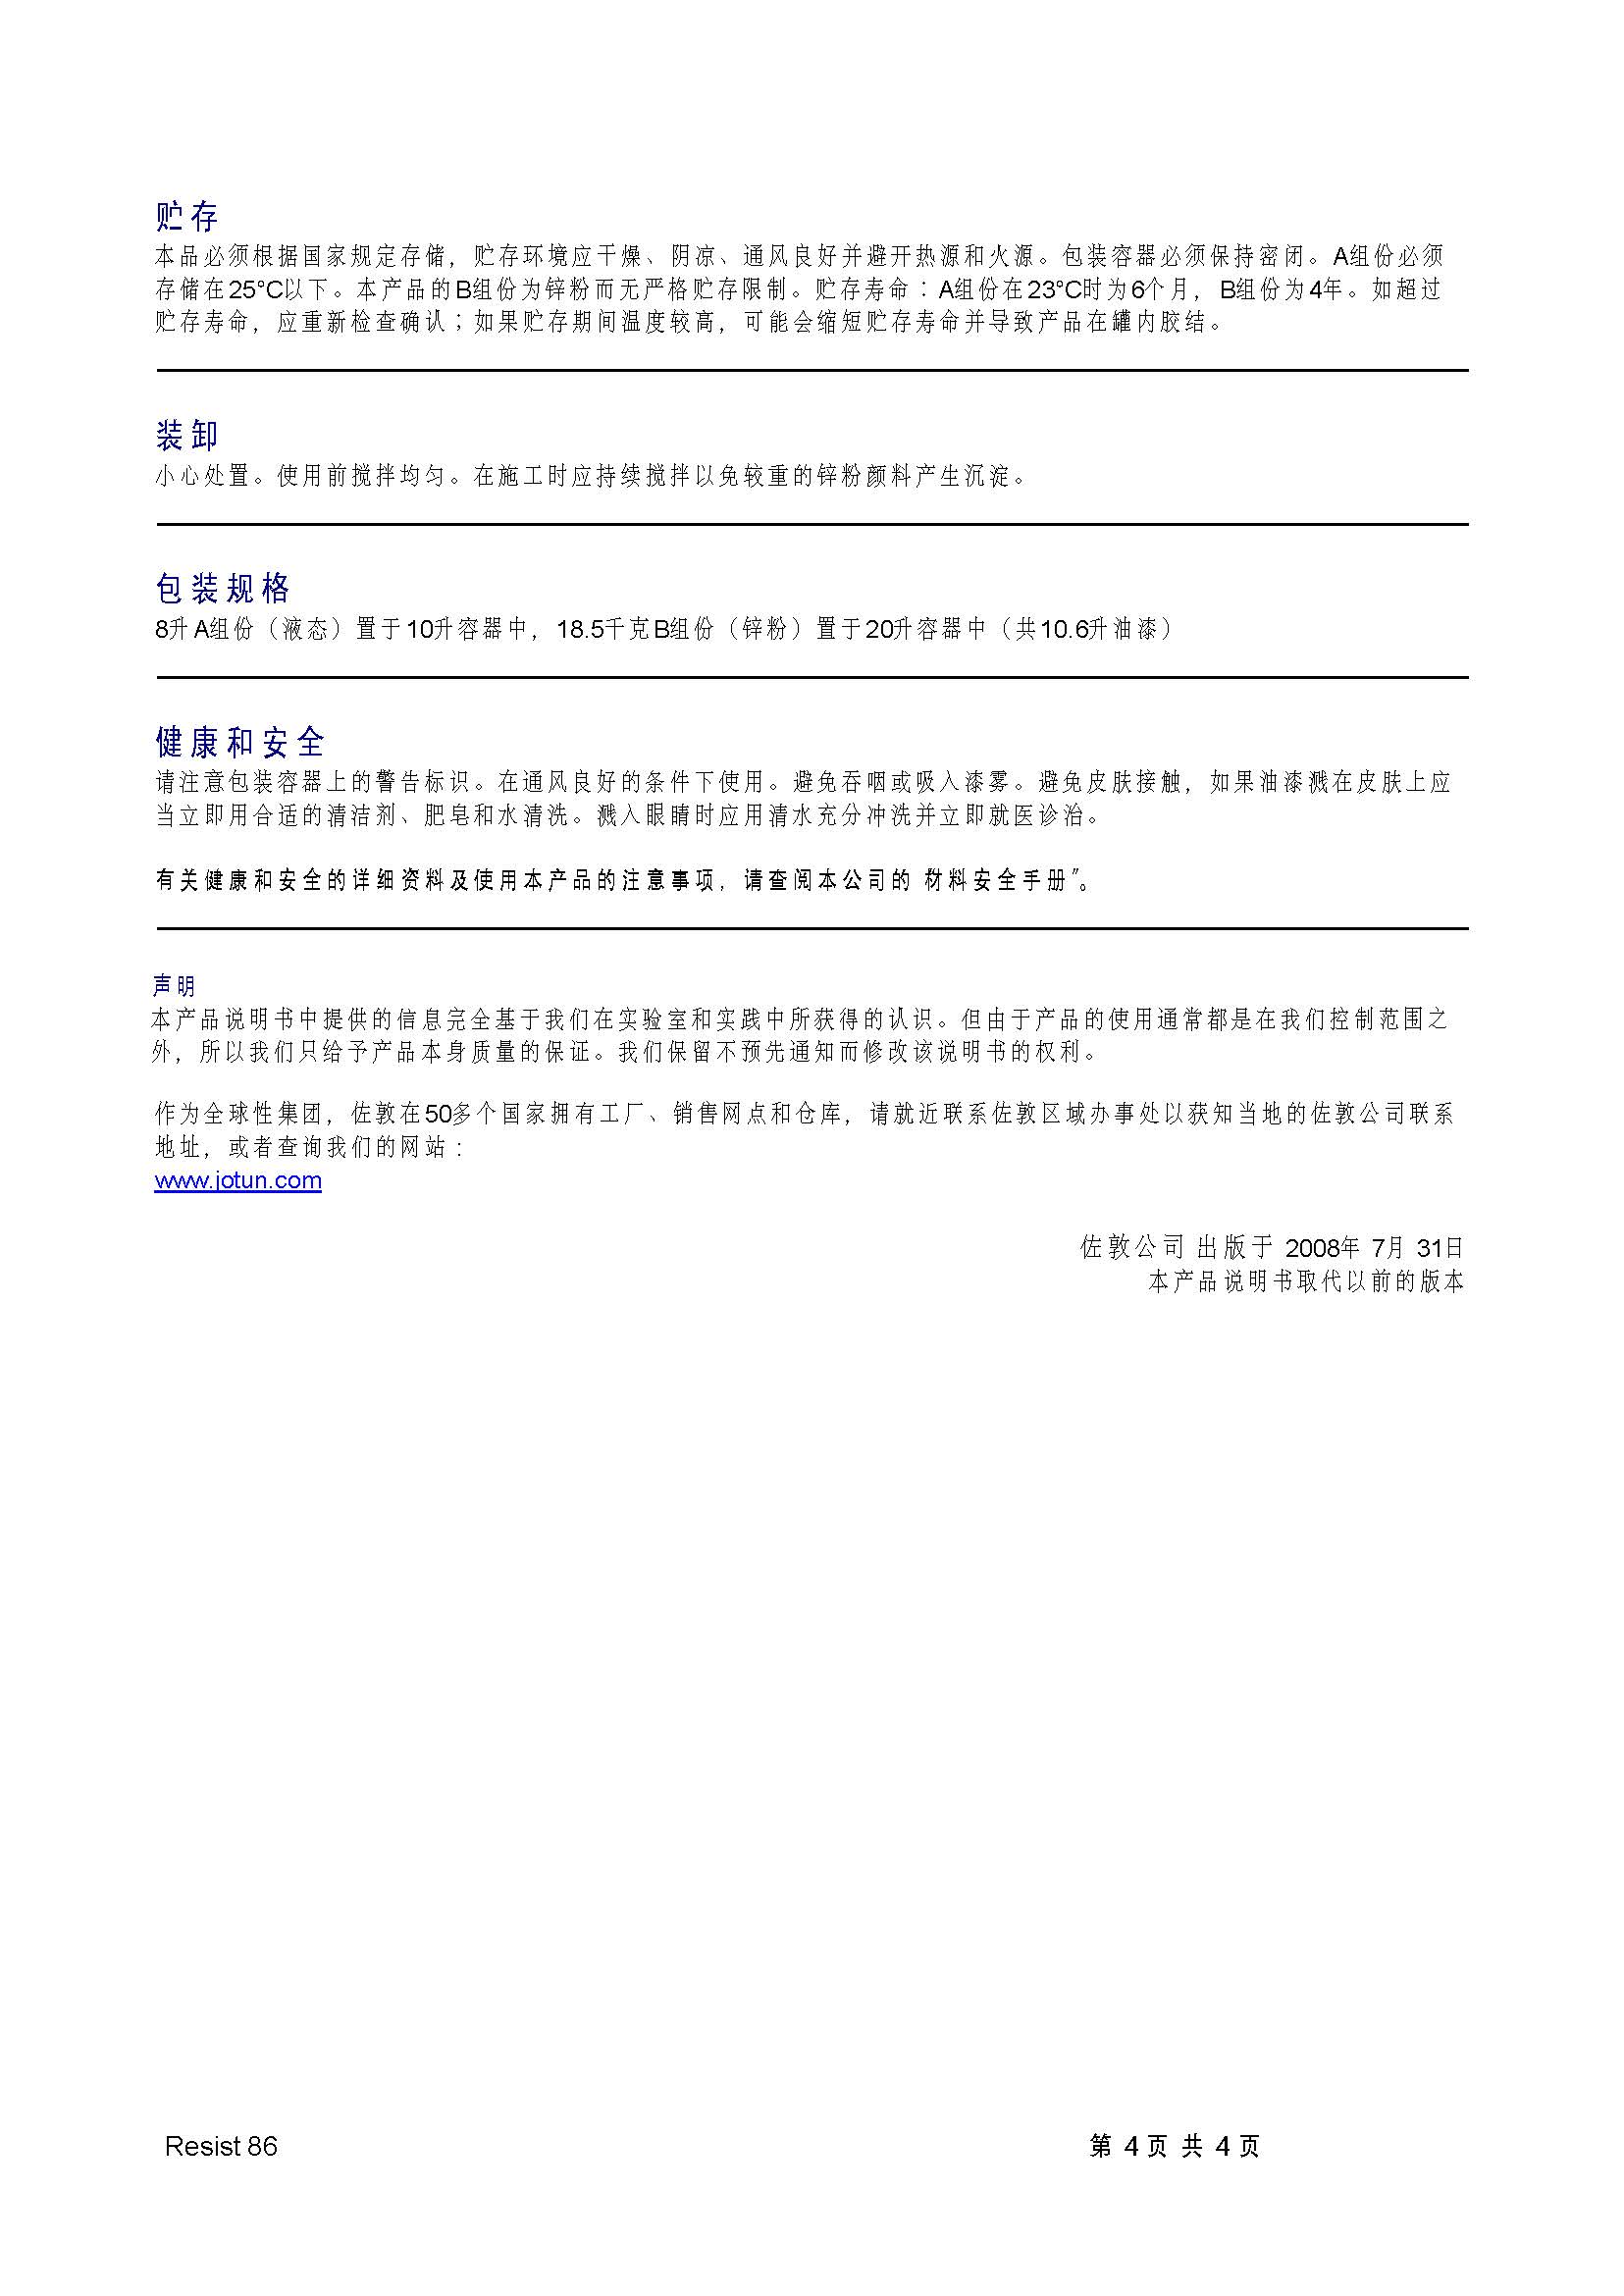 贮存
本品必须根据国家规定存储，贮存环境应干燥、阴凉、通风良好并避开热源和火源。包装容器必须保持密闭。A组份必须
存储在25°C以下。本产品的B组份为锌粉而无严格贮存限制。贮存寿命：A组份在23°C时为6个月，B组份为4年。如超过
贮存寿命，应重新检查确认；如果贮存期间温度较高，可能会缩短贮存寿命并导致产品在罐内胶结。
装卸
小心处置。使用前搅拌均匀。在施工时应持续搅拌以免较重的锌粉颜料产生沉淀。
包装规格
8升A组份（液态）置于10升容器中，18.5千克B组份（锌粉）置于20升容器中（共10.6升油漆）
健康和安全
请注意包装容器上的警告标识。在通风良好的条件下使用。避免吞咽或吸入漆雾。避免皮肤接触，如果油漆溅在皮肤上应
当立即用合适的清洁剂、肥皂和水清洗。溅入眼睛时应用清水充分冲洗并立即就医诊治。
有关健康和安全的详细资料及使用本产品的注意事项，请查阅本公司的 材料安全手册"。
声明
本产品说明书中提供的信息完全基于我们在实验室和实践中所获得的认识。但由于产品的使用通常都是在我们控制范围之
外，所以我们只给予产品本身质量的保证。我们保留不预先通知而修改该说明书的权利。
作为全球性集团，佐敦在50多个国家拥有工厂、销售网点和仓库，请就近联系佐敦区域办事处以获知当地的佐敦公司联系
地址，或者查询我们的网站：
www.jotun.com
佐敦公司 出版于 2008年 7月 31日
本产品说明书取代以前的版本
Resist 86 第 4 页 共 4 页